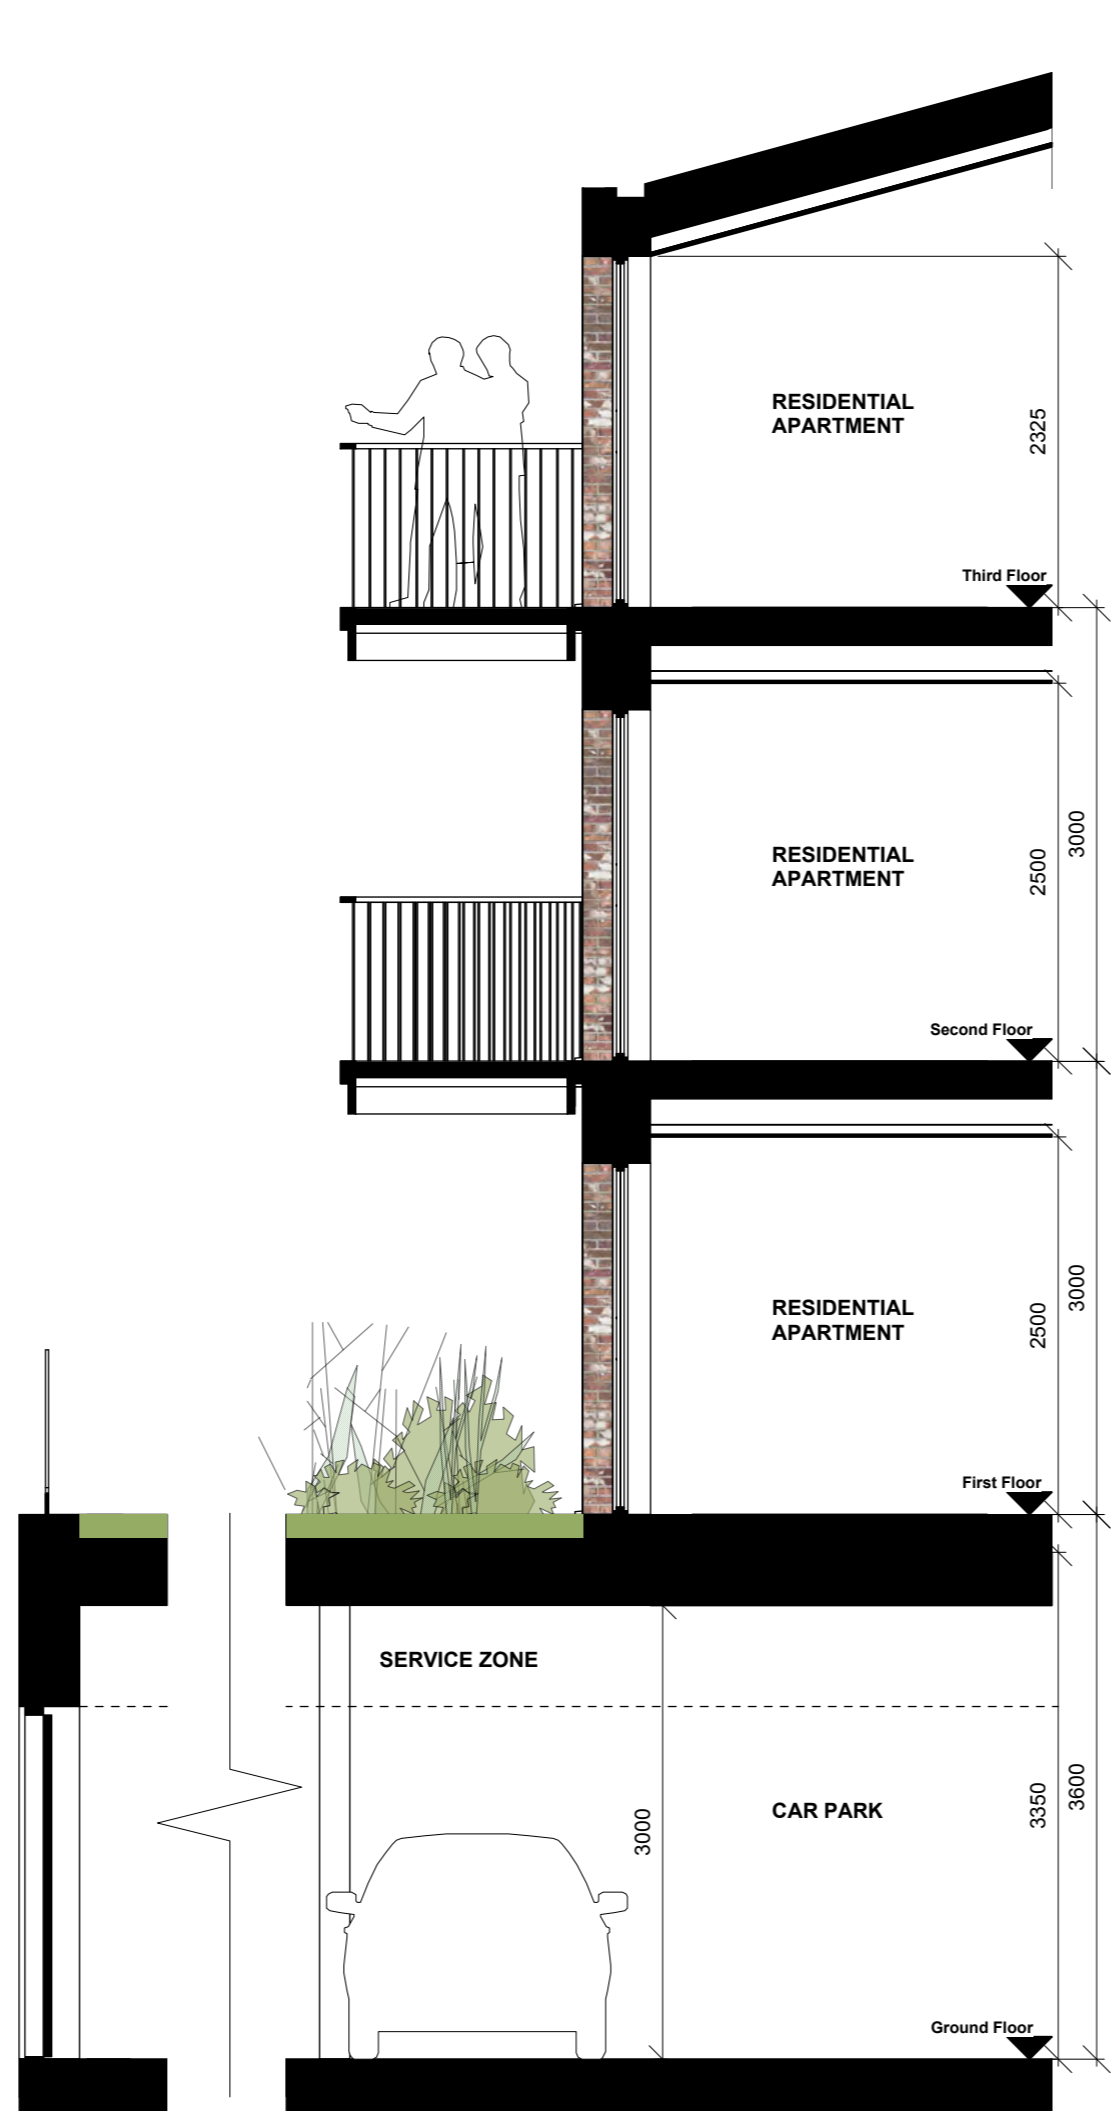 RESIDENTIAL
APARTMENT
2325
Third Floor
RESIDENTIAL
APARTMENT
2500
3000
Second Floor
RESIDENTIAL
APARTMENT
2500
3000
First Floor
SERVICE ZONE
CAR PARK
3000
3350
3600
Ground Floor